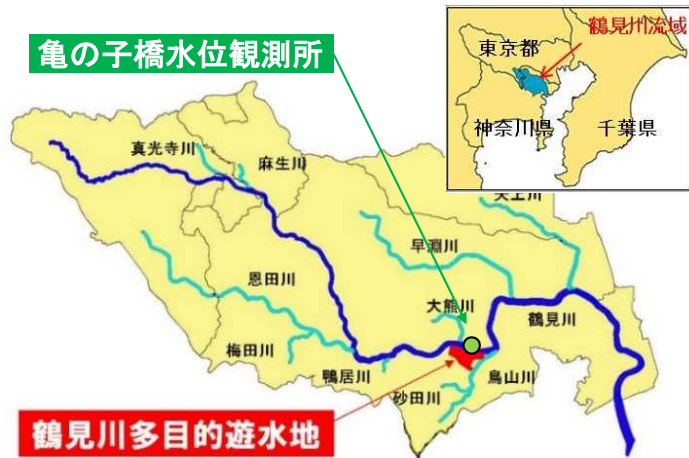 亀の子橋水位観測所
鶴見川流域
東京都
神奈川県
千葉県
真光寺川
麻生川
早淵川
恩田川
大熊川
鶴見川
梅田川
鴨居川
鳥山川
砂田川
鶴見川多目的遊水地